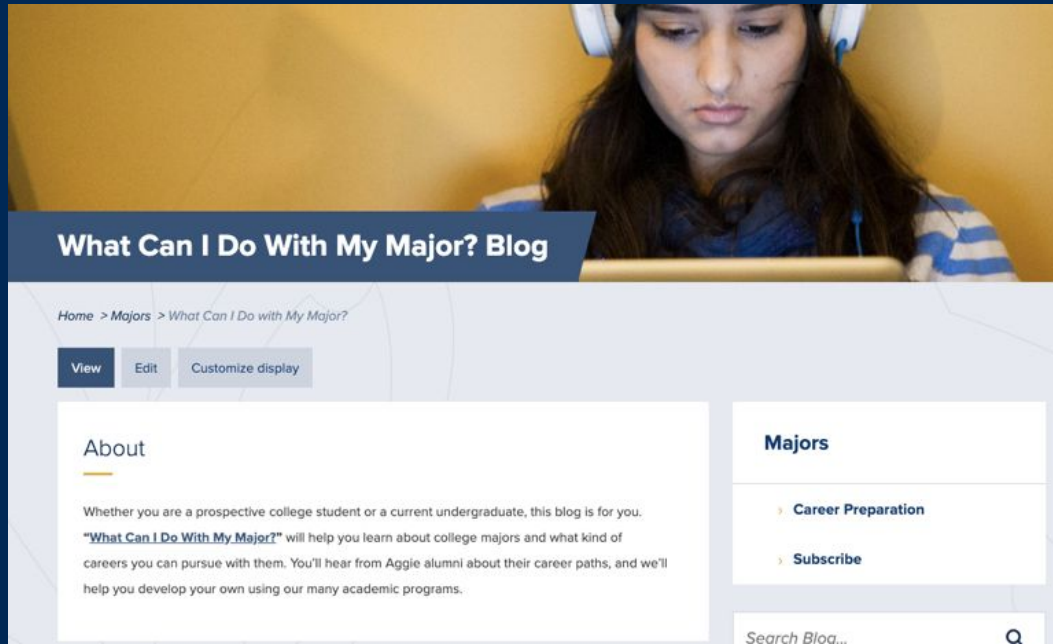 What Can I Do With My Major? Blog
Home > Majors > What Can I Do with My Major?
View Edit Customize display
About
Whether you are a prospective college student or a current undergraduate, this blog is for you.
“What Can I Do With My Major?” will help you learn about college majors and what kind of
careers you can pursue with them. You’ll hear from Aggie alumni about their career paths, and we’ll
help you develop your own using our many academic programs.
Majors
› Career Preparation
› Subscribe
Search Blog...